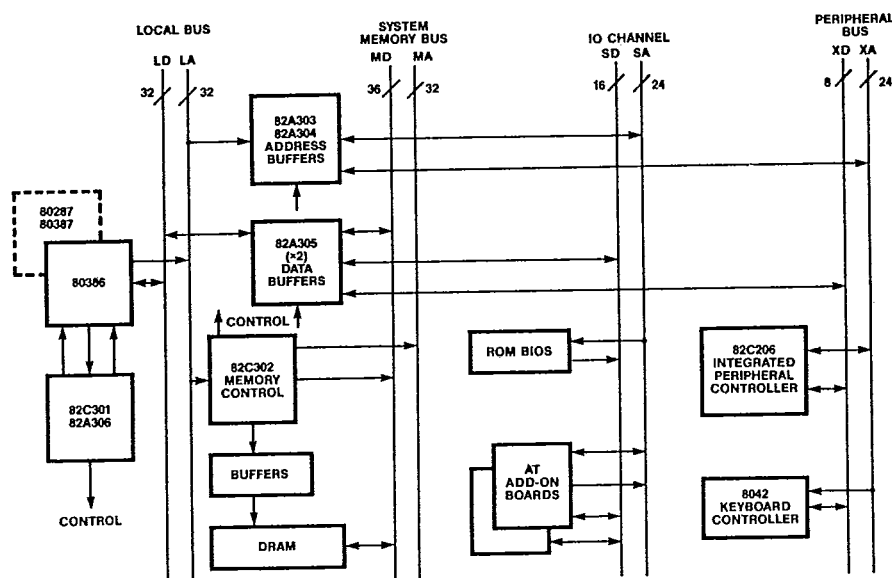 LOCAL BUS
LD LA
32 32
SYSTEM
MEMORY BUS
MD MA
36 32
IO CHANNEL
SD SA
16 24
PERIPHERAL
BUS
XD XA
8 24
82A303
82A304
ADDRESS
BUFFERS
80287
80387
80386
82A305
(×2)
DATA
BUFFERS
CONTROL
82C302
MEMORY
CONTROL
ROM BIOS
82C206
INTEGRATED
PERIPHERAL
CONTROLLER
82C301
82A306
CONTROL
BUFFERS
DRAM
AT
ADD-ON
BOARDS
8042
KEYBOARD
CONTROLLER